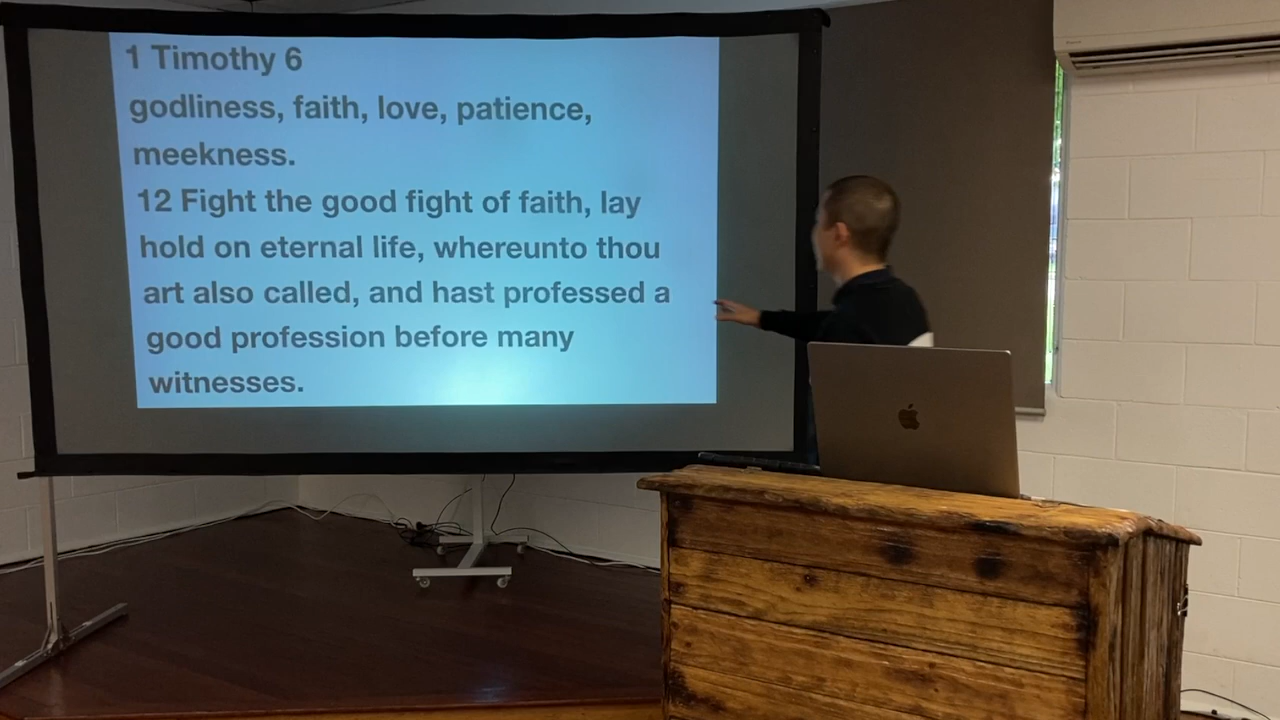 1 Timothy 6
godliness, faith, love, patience,
meekness.
12 Fight the good fight of faith, lay
hold on eternal life, whereunto thou
art also called, and hast professed a
good profession before many
witnesses.